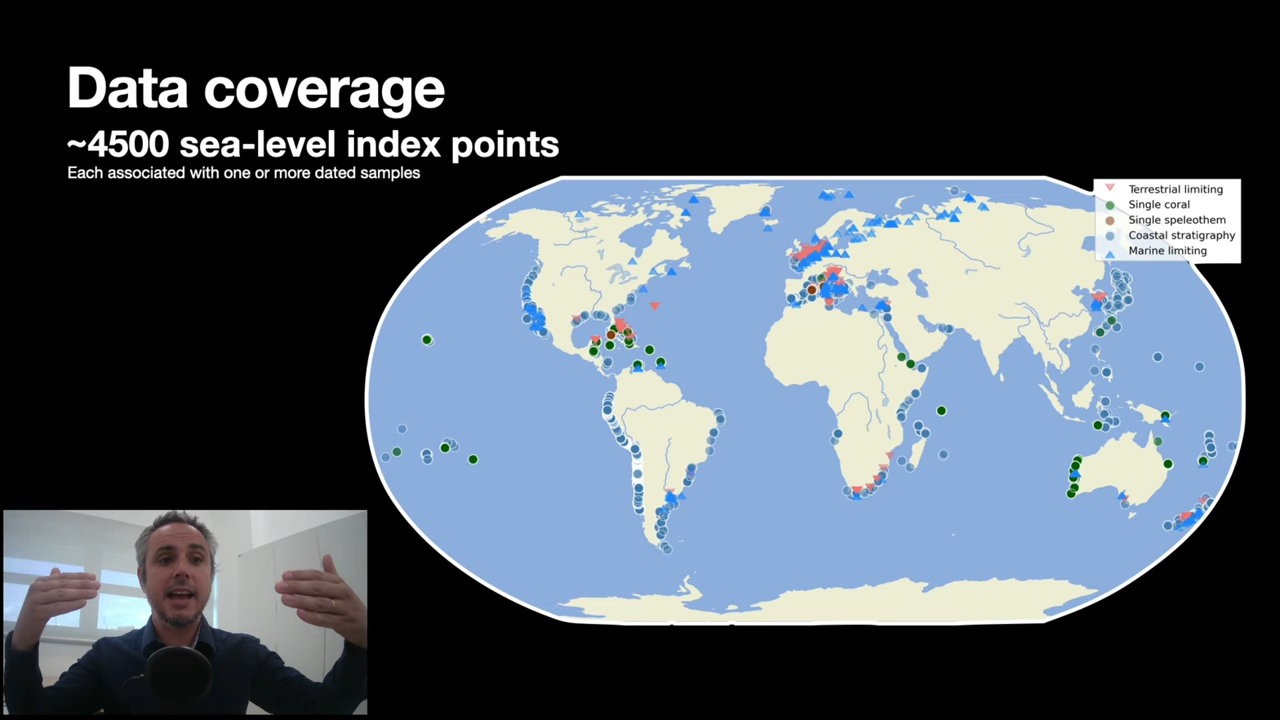 Data coverage
~4500 sea-level index points
Each associated with one or more dated samples
Terrestrial limiting
Single coral
Single speleothem
Coastal stratigraphy
Marine limiting